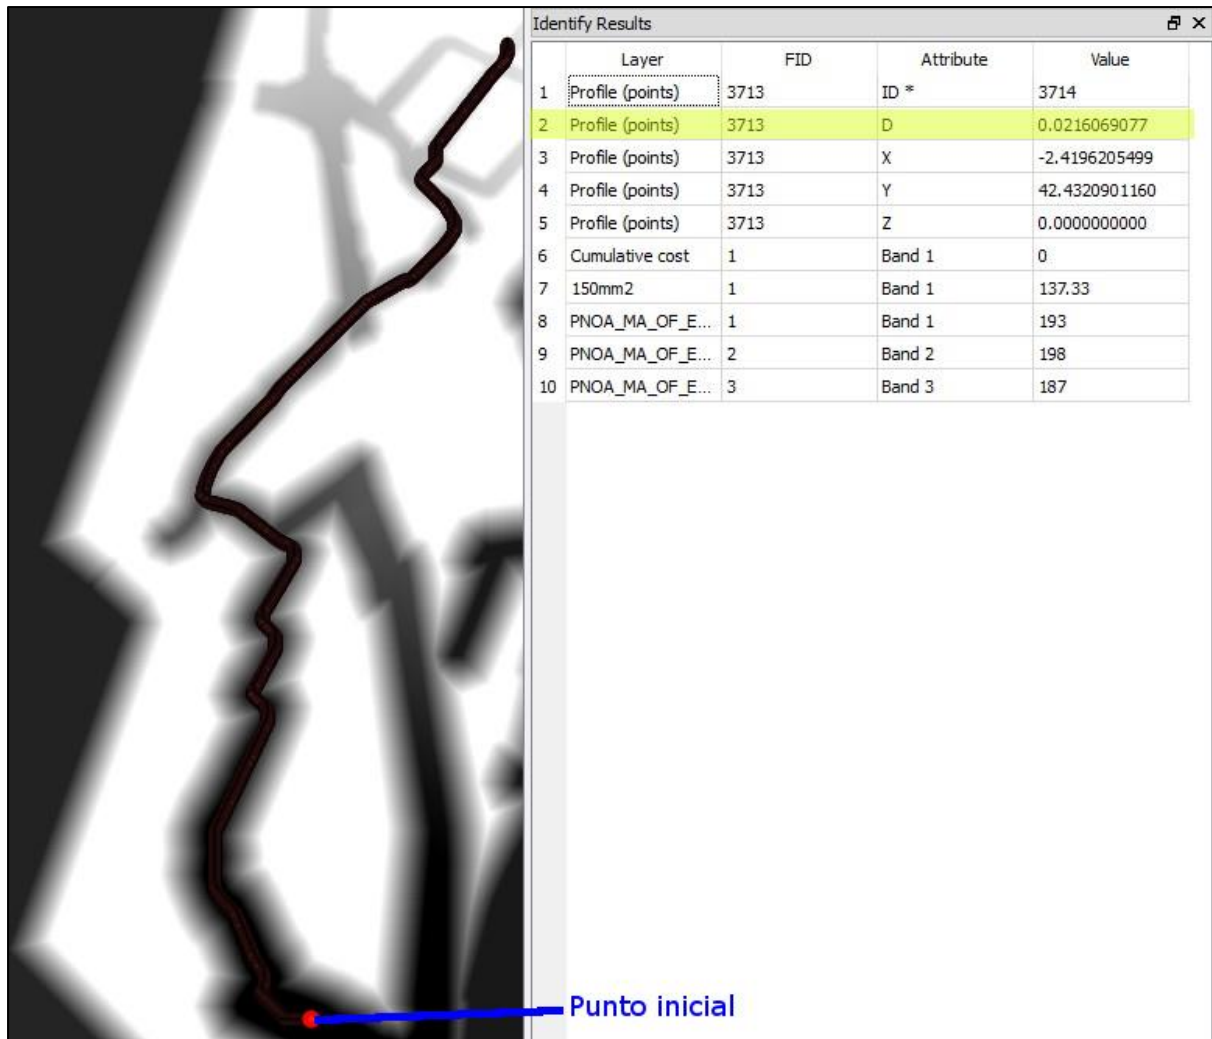 Identify Results
Layer FID Attribute Value
1 Profile (points) 3713 ID * 3714
2 Profile (points) 3713 D 0.0216069077
3 Profile (points) 3713 X -2.4196205499
4 Profile (points) 3713 Y 42.4320901160
5 Profile (points) 3713 Z 0.0000000000
6 Cumulative cost 1 Band 1 0
7 150mm2 1 Band 1 137.33
8 PNOA_MA_OF_E... 1 Band 1 193
9 PNOA_MA_OF_E... 2 Band 2 198
10 PNOA_MA_OF_E... 3 Band 3 187
Punto inicial